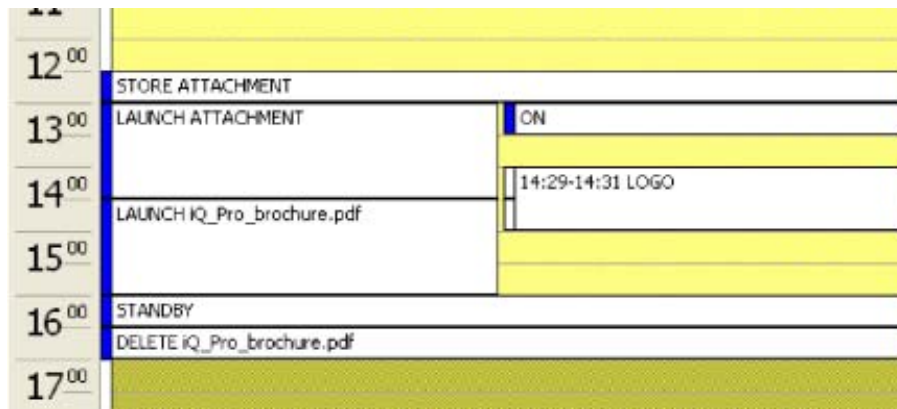 12 00
STORE ATTACHMENT
13 00
LAUNCH ATTACHMENT
ON
14 00
14:29-14:31 LOGO
LAUNCH iQ_Pro_brochure.pdf
15 00
16 00
STANDBY
DELETE iQ_Pro_brochure.pdf
17 00